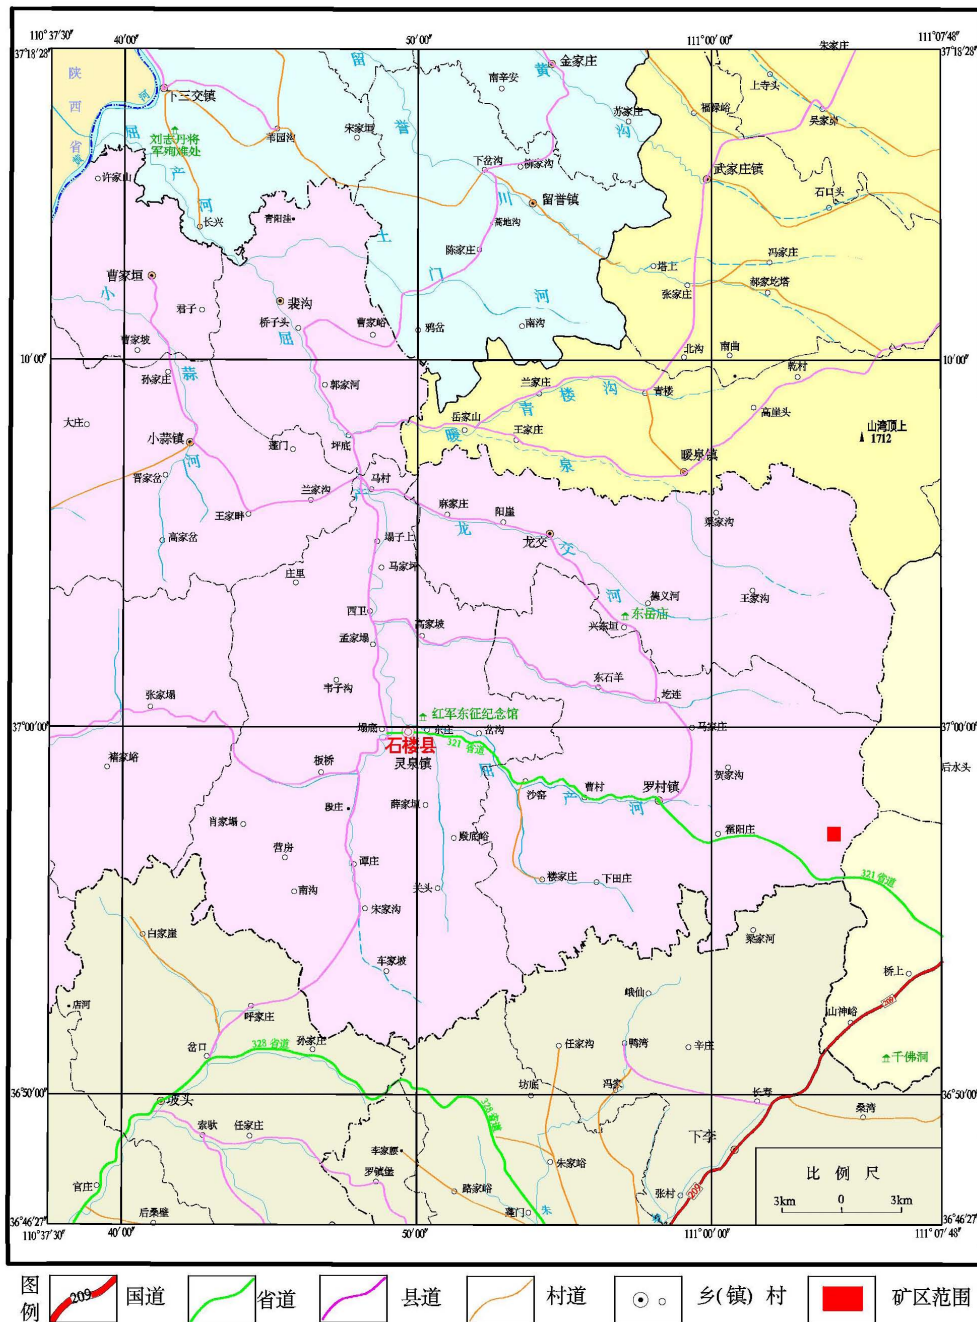 110°37′30″
40′00″
50′00″
111°00′00″
111°07′48″
37°18′28″
37°18′28″
朱家庄
陕西省
下三交镇
留
黄
金家庄
南辛安
上寺头
福禄峪
吴家岸
苏家庄
沟
河
屈
刘志丹将
军殉难处
苇园沟
宋家垣
誉
黄
产
河
许家山
下岔沟
柳家沟
武家庄镇
石口头
川
留誉镇
长兴
青阳洼
土
蒿地沟
陈家庄
门
河
塔上
冯家庄
张家庄
郝家圪塔
曹家垣
小
君子
裴沟
桥子头
屈
曹家峪
鸦岔
南沟
曹家坡
北沟
南曲
10′00″
10′00″
孙家庄
蒜
郭家河
兰家庄
青楼沟
青楼
乾村
高崖头
大庄
岳家山
暖
王家庄
泉
山湾顶上
1712
小蒜镇
河
蓬门
坪底
暖泉镇
晋家岔
兰家沟
产
马村
王家畔
麻家庄
阳崖
栗家沟
高家岔
塌子上
龙
龙交
交
河
庄里
马家坪
德义河
王家沟
西卫
高家坡
兴东垣
东岳庙
孟家塌
韦子沟
东石羊
圪连
张家塌
37°00′00″
37°00′00″
红军东征纪念馆
塌底
东庄
岔沟
马家庄
石楼县
灵泉镇
321 省道
褚家峪
板桥
屈
产
河
沙窑
曹村
罗村镇
贺家沟
后水头
段庄
薛家垣
肖家塌
殿底峪
霍阳庄
营房
谭庄
南沟
关头
楼家庄
下田庄
321 省道
宋家沟
白家崖
梁家河
车家坡
桥上
店河
峨仙
209
呼家庄
山神峪
岔口
328 省道
孙家庄
任家沟
鸭湾
辛庄
千佛洞
36°50′00″
36°50′00″
坡头
坊底
冯家
长寿
桑湾
索驮
任家庄
328 省道
下李
李家腰
朱家峪
罗镇堡
路家峪
官庄
张村
209
后桑壁
蓬门
朱
比 例 尺
3km 0 3km
36°46′27″
36°46′27″
110°37′30″
40′00″
50′00″
111°00′00″
111°07′48″
图例
209
国道
省道
县道
村道
乡(镇) 村
矿区范围